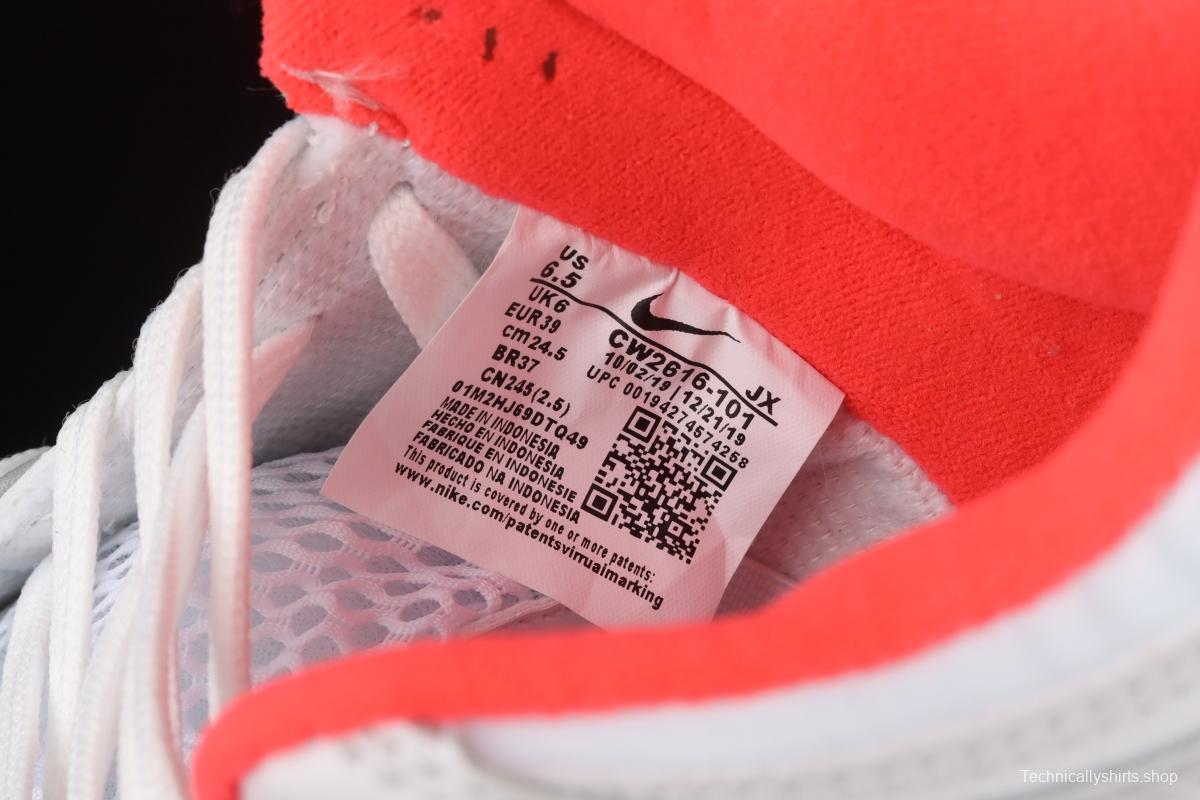 US
6.5
UK6
EUR39
cm24.5
BR37
CN245(2.5)
01M2HJ69DTQ49
MADE IN INDONESIA
HECHO EN INDONESIA
FABRIQUE EN INDONESIA
FABRICADO NA INDONESIE
This product is covered by one or more patents:
www.nike.com/patentsvirrualmarking
JX
CW2616-101
10/02/19 | 12/21/19
UPC 00194274574258
Technicallyshirts.shop